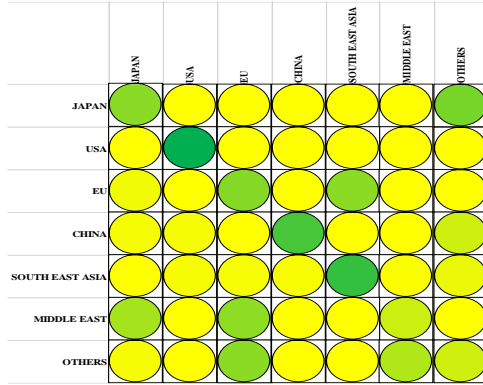 JAPAN
USA
EU
CHINA
SOUTH EAST ASIA
MIDDLE EAST
OTHERS
JAPAN
USA
EU
CHINA
SOUTH EAST ASIA
MIDDLE EAST
OTHERS